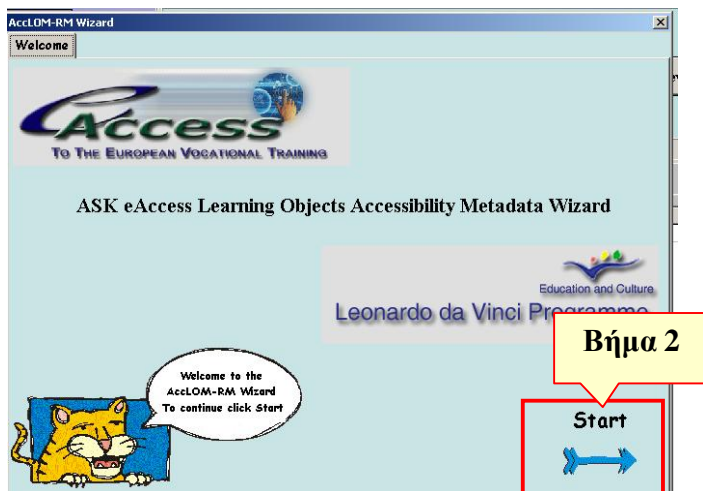 AccLOM-RM Wizard
Welcome
eAccess
TO THE EUROPEAN VOCATIONAL TRAINING
ASK eAccess Learning Objects Accessibility Metadata Wizard
Education and Culture
Leonardo da Vinci Programme
Βήμα 2
Welcome to the
AccLOM-RM Wizard
To continue click Start
Start